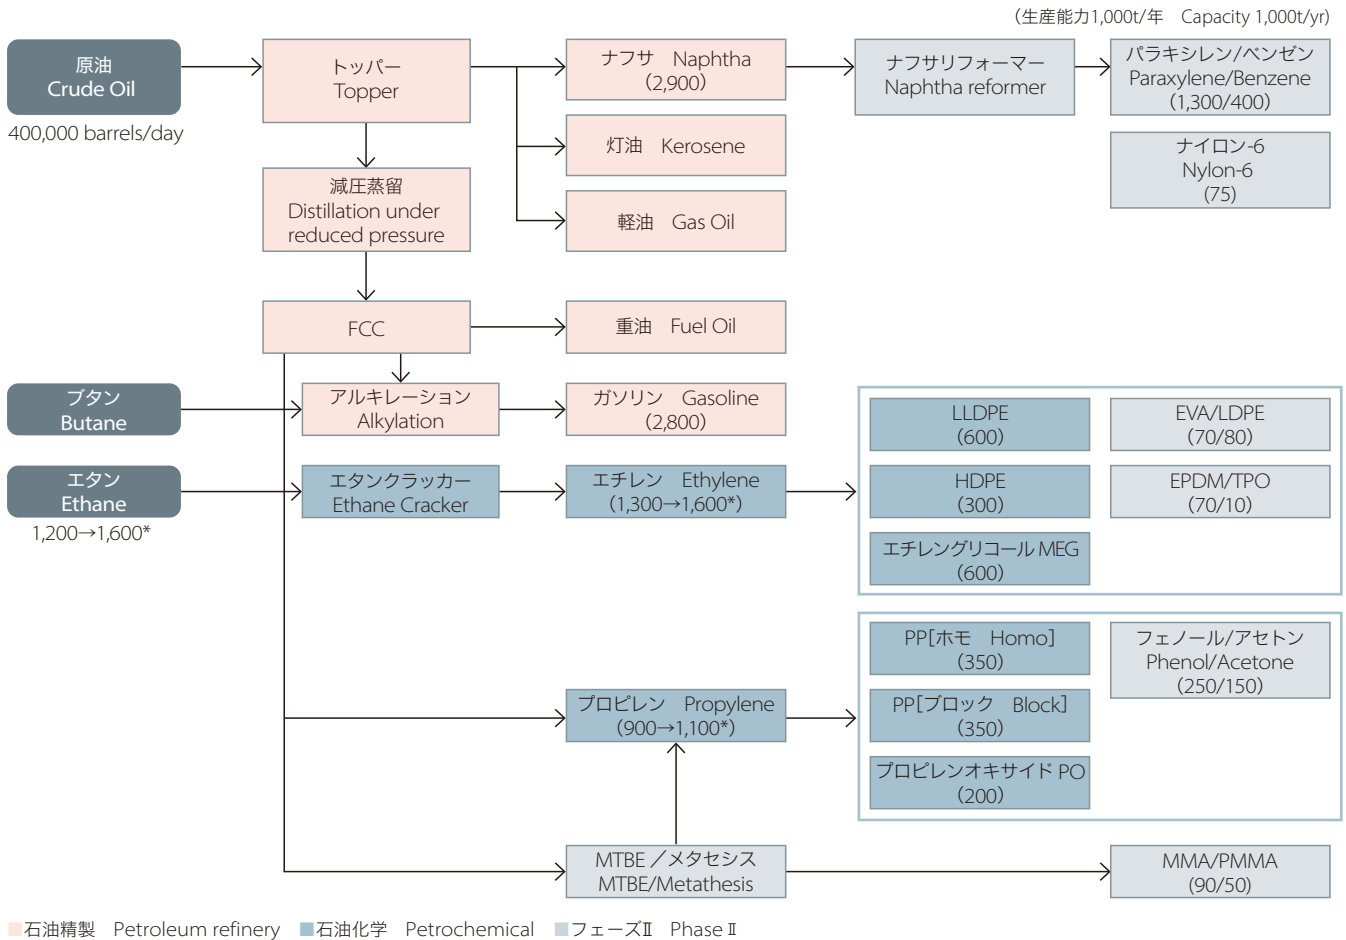 (生産能力1,000t/年　Capacity 1,000t/yr)
原油
Crude Oil
400,000 barrels/day
トッパー
Topper
ナフサ　Naphtha
(2,900)
ナフサリフォーマー
Naphtha reformer
パラキシレン/ベンゼン
Paraxylene/Benzene
(1,300/400)
灯油　Kerosene
ナイロン-6
Nylon-6
(75)
減圧蒸留
Distillation under
reduced pressure
軽油　Gas Oil
FCC
重油　Fuel Oil
ブタン
Butane
アルキレーション
Alkylation
ガソリン　Gasoline
(2,800)
エタン
Ethane
1,200→1,600*
エタンクラッカー
Ethane Cracker
エチレン　Ethylene
(1,300→1,600*)
LLDPE
(600)
EVA/LDPE
(70/80)
HDPE
(300)
EPDM/TPO
(70/10)
エチレングリコール MEG
(600)
プロピレン　Propylene
(900→1,100*)
PP[ホモ　Homo]
(350)
フェノール/アセトン
Phenol/Acetone
(250/150)
PP[ブロック　Block]
(350)
プロピレンオキサイド PO
(200)
MTBE／メタセシス
MTBE/Metathesis
MMA/PMMA
(90/50)
石油精製　Petroleum refinery　石油化学　Petrochemical　フェーズⅡ　Phase Ⅱ